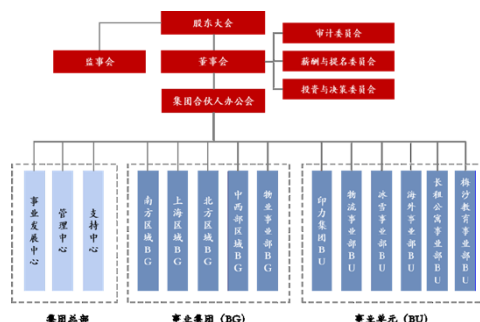 股东大会
审计委员会
监事会
董事会
薪酬与提名委员会
投资与决策委员会
集团合伙人办公会
事业发展中心
管理中心
支持中心
南方区域BG
上海区域BG
北方区域BG
中西部区域BG
物业事业部BG
印力集团BU
物流事业部BU
冰雪事业部BU
海外事业部BU
长租公寓事业部BU
梅沙教育事业部BU
集团总部
事业集团（BG）
事业单元（BU）